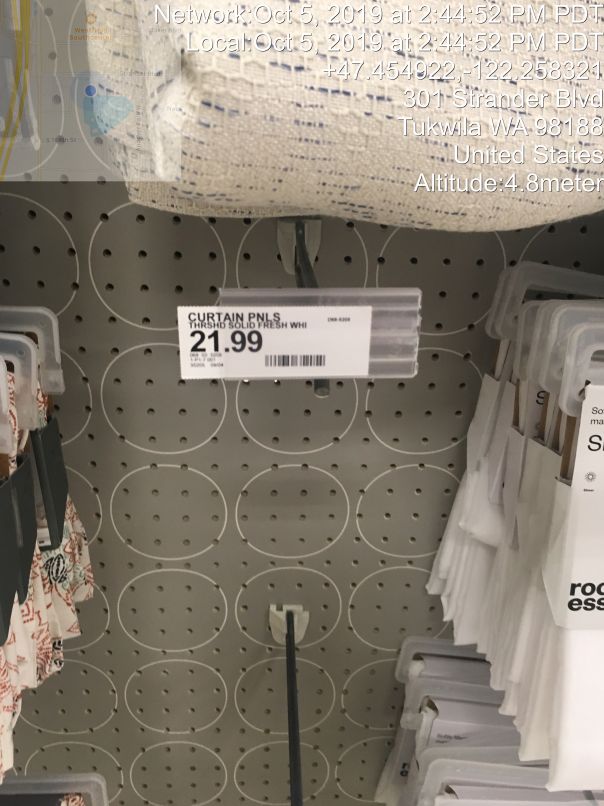 Network:Oct 5, 2019 at 2:44:52 PM PDT
Local:Oct 5, 2019 at 2:44:52 PM PDT
+47.454922,-122.258321
301 Strander Blvd
Tukwila WA 98188
United States
Altitude:4.8meter
CURTAIN PNLS
THRSHD SOLID FRESH WHI
21.99
So
ma
roo
ess